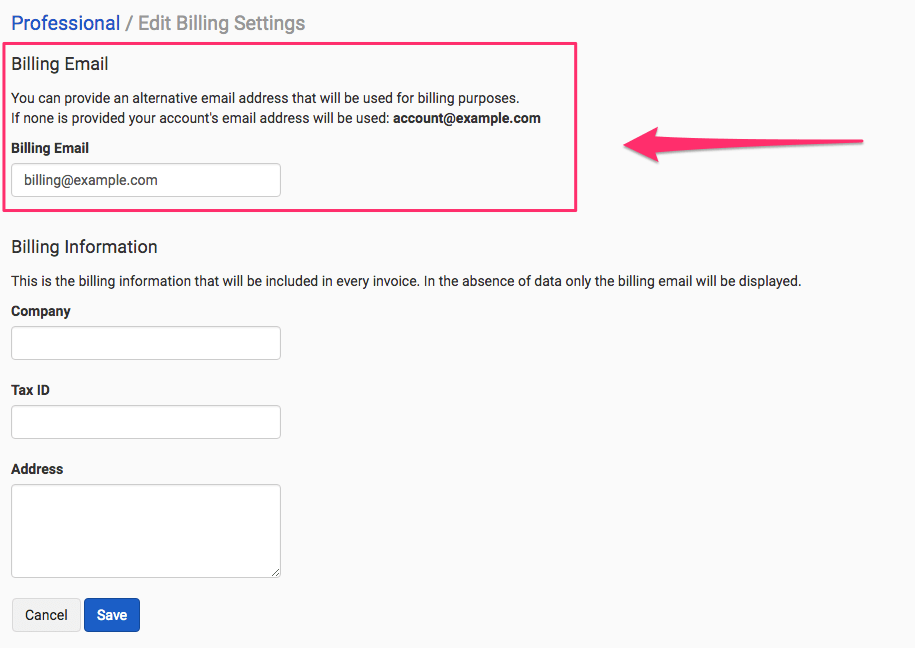 Professional / Edit Billing Settings
Billing Email
You can provide an alternative email address that will be used for billing purposes.
If none is provided your account's email address will be used: account@example.com
Billing Email
billing@example.com
Billing Information
This is the billing information that will be included in every invoice. In the absence of data only the billing email will be displayed.
Company
Tax ID
Address
Cancel Save